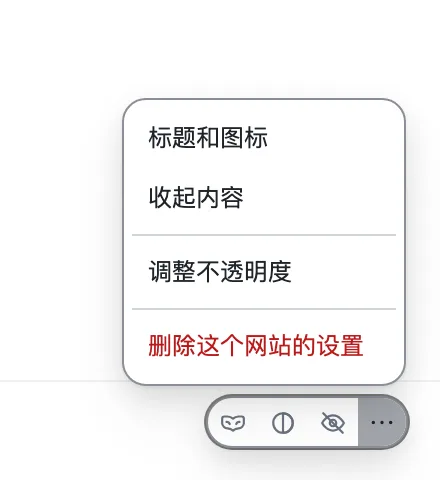 标题和图标
收起内容
调整不透明度
删除这个网站的设置